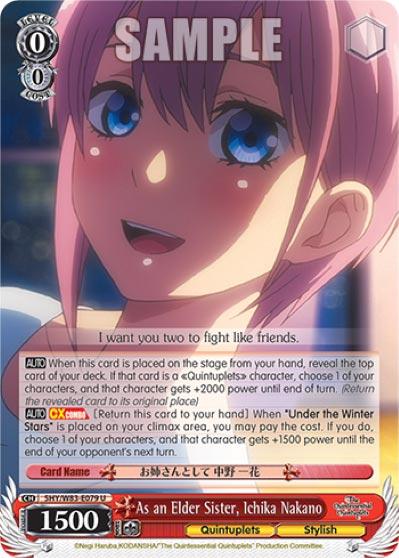 LEVEL
0
0
COST
SAMPLE
I want you two to fight like friends.
AUTO When this card is placed on the stage from your hand, reveal the top
card of your deck. If that card is a «Quintuplets» character, choose 1 of your
characters, and that character gets +2000 power until end of turn. (Return
the revealed card to its original place)
AUTO CX COMBO [Return this card to your hand] When "Under the Winter
Stars" is placed on your climax area, you may pay the cost. If you do,
choose 1 of your characters, and that character gets +1500 power until the
end of your opponent's next turn.
Card Name お姉さんとして 中野 一花
CH 5HY/W83-E079 U
1500
As an Elder Sister, Ichika Nakano
The Quintessential Quintuplets
Quintuplets
Stylish
©Negi Haruba,KODANSHA/"The Quintessential Quintuplets" Production Committee